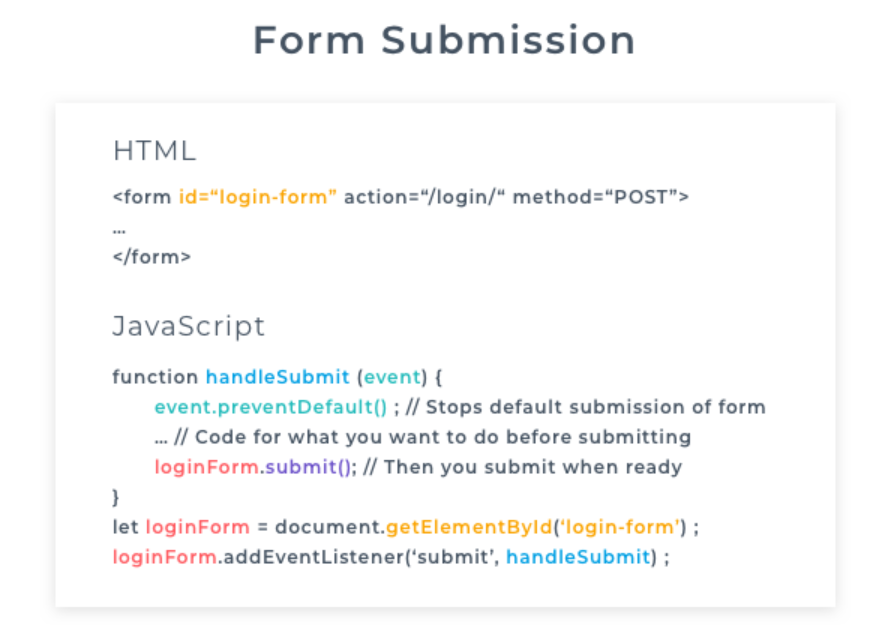 Form Submission
HTML
<form id=“login-form” action=“/login/“ method=“POST”>
...
</form>
JavaScript
function handleSubmit (event) {
event.preventDefault() ; // Stops default submission of form
... // Code for what you want to do before submitting
loginForm.submit(); // Then you submit when ready
}
let loginForm = document.getElementById(‘login-form’) ;
loginForm.addEventListener(‘submit’, handleSubmit) ;